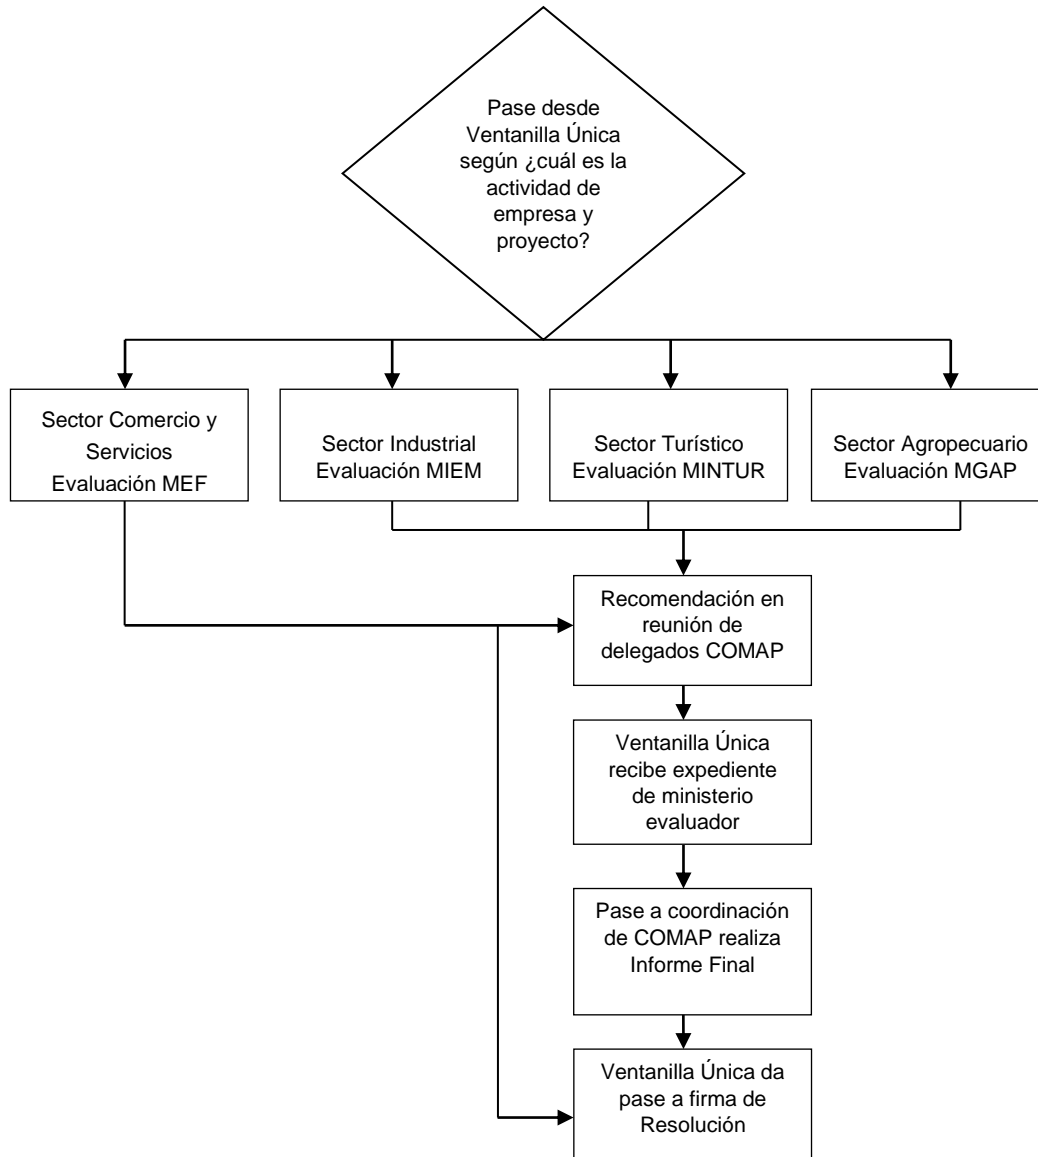 Pase desde
Ventanilla Única
según ¿cuál es la
actividad de
empresa y
proyecto?
Sector Comercio y
Servicios
Evaluación MEF
Sector Industrial
Evaluación MIEM
Sector Turístico
Evaluación MINTUR
Sector Agropecuario
Evaluación MGAP
Recomendación en
reunión de
delegados COMAP
Ventanilla Única
recibe expediente
de ministerio
evaluador
Pase a coordinación
de COMAP realiza
Informe Final
Ventanilla Única da
pase a firma de
Resolución